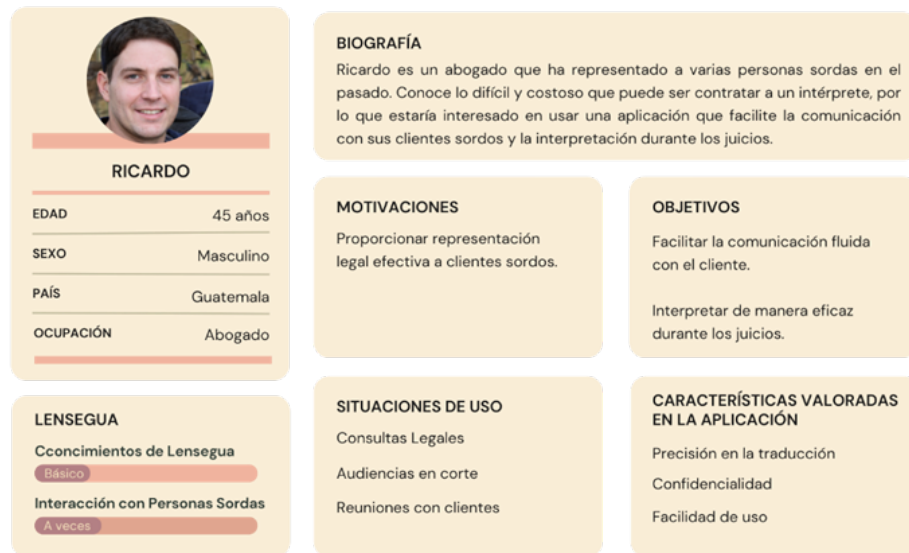 RICARDO
EDAD 45 años
SEXO Masculino
PAÍS Guatemala
OCUPACIÓN Abogado
LENSEGUA
Cconcimientos de Lensegua
Básico
Interacción con Personas Sordas
A veces
BIOGRAFÍA
Ricardo es un abogado que ha representado a varias personas sordas en el
pasado. Conoce lo difícil y costoso que puede ser contratar a un intérprete, por
lo que estaría interesado en usar una aplicación que facilite la comunicación
con sus clientes sordos y la interpretación durante los juicios.
MOTIVACIONES
Proporcionar representación
legal efectiva a clientes sordos.
OBJETIVOS
Facilitar la comunicación fluida
con el cliente.
Interpretar de manera eficaz
durante los juicios.
SITUACIONES DE USO
Consultas Legales
Audiencias en corte
Reuniones con clientes
CARACTERÍSTICAS VALORADAS
EN LA APLICACIÓN
Precisión en la traducción
Confidencialidad
Facilidad de uso